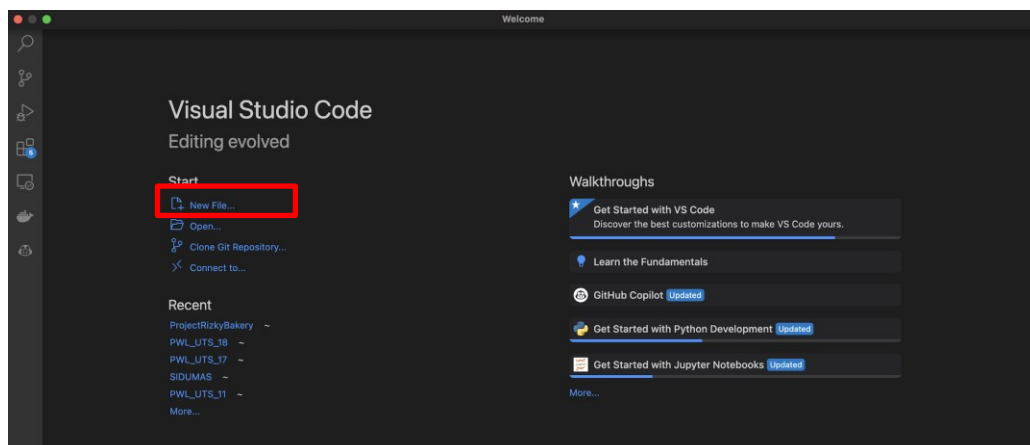 Welcome
Visual Studio Code
Editing evolved
Start
New File...
Open...
Clone Git Repository...
Connect to...
Recent
ProjectRizkyBakery ~
PWL_UTS_18 ~
PWL_UTS_17 ~
SIDUMAS ~
PWL_UTS_11 ~
More...
Walkthroughs
Get Started with VS Code
Discover the best customizations to make VS Code yours.
Learn the Fundamentals
GitHub Copilot Updated
Get Started with Python Development Updated
Get Started with Jupyter Notebooks Updated
More...